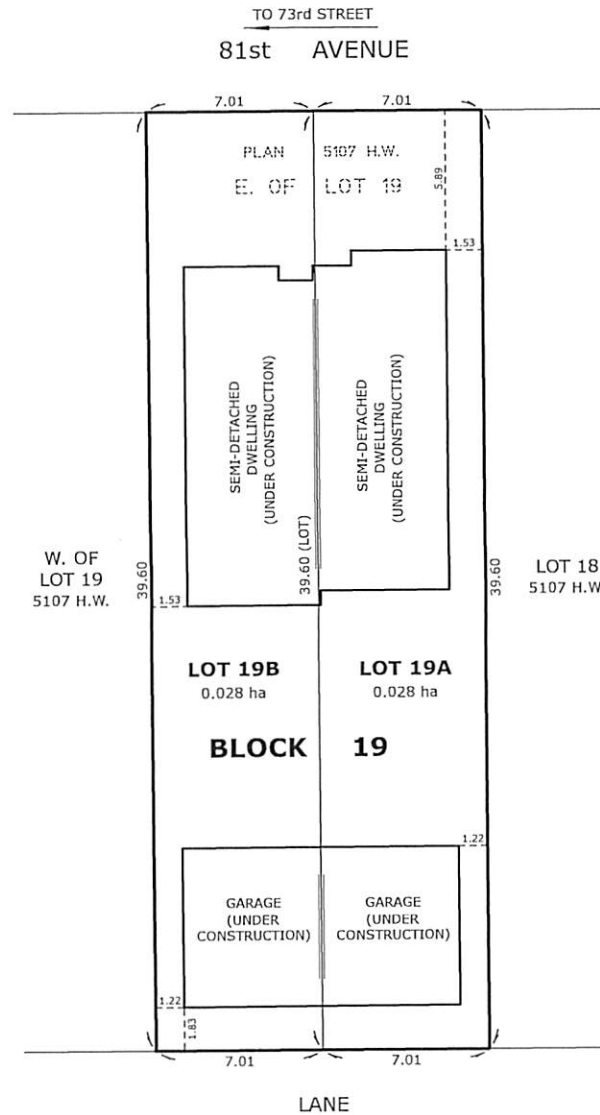 TO 73rd STREET
81st AVENUE
7.01 7.01
PLAN 5107 H.W.
E. OF LOT 19
5.89
1.53
SEMI-DETACHED
DWELLING
(UNDER CONSTRUCTION)
SEMI-DETACHED
DWELLING
(UNDER CONSTRUCTION)
39.60 (LOT)
W. OF
LOT 19
5107 H.W.
39.60
39.60
LOT 18
5107 H.W.
1.53
LOT 19B
0.028 ha
LOT 19A
0.028 ha
BLOCK 19
1.22
GARAGE
(UNDER
CONSTRUCTION)
GARAGE
(UNDER
CONSTRUCTION)
1.22
1.83
7.01 7.01
LANE